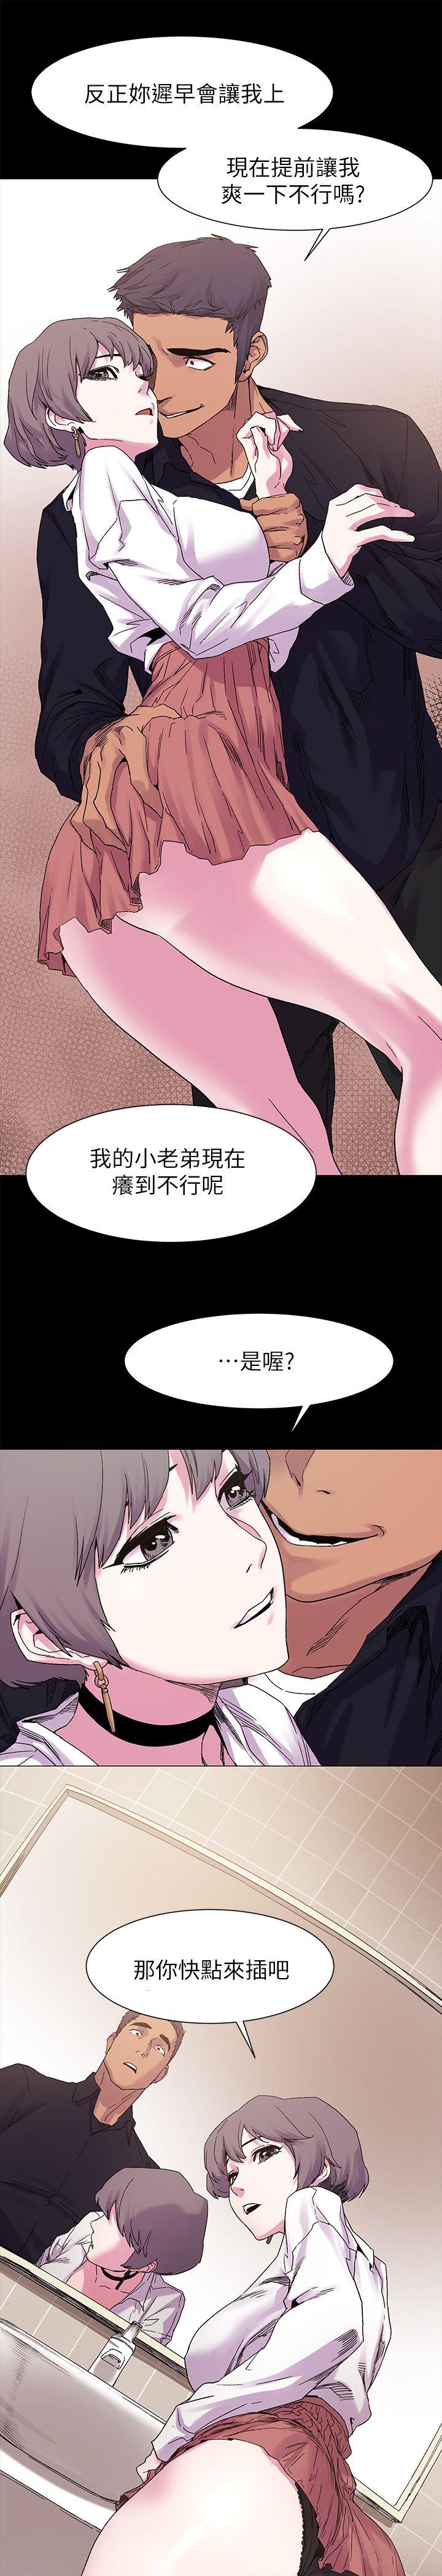 反正妳遲早會讓我上
現在提前讓我
爽一下不行嗎?
我的小老弟現在
癢到不行呢
…是喔?
那你快點來插吧